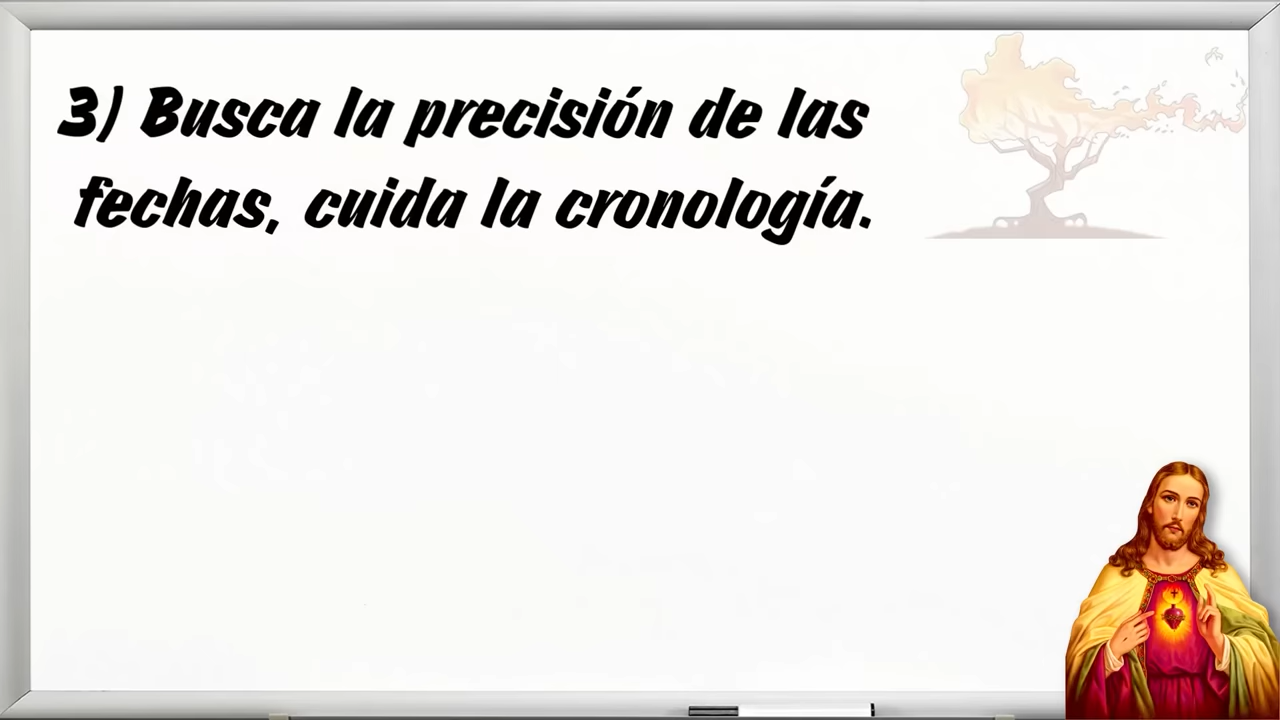 3) Busca la precisión de las
fechas, cuida la cronología.